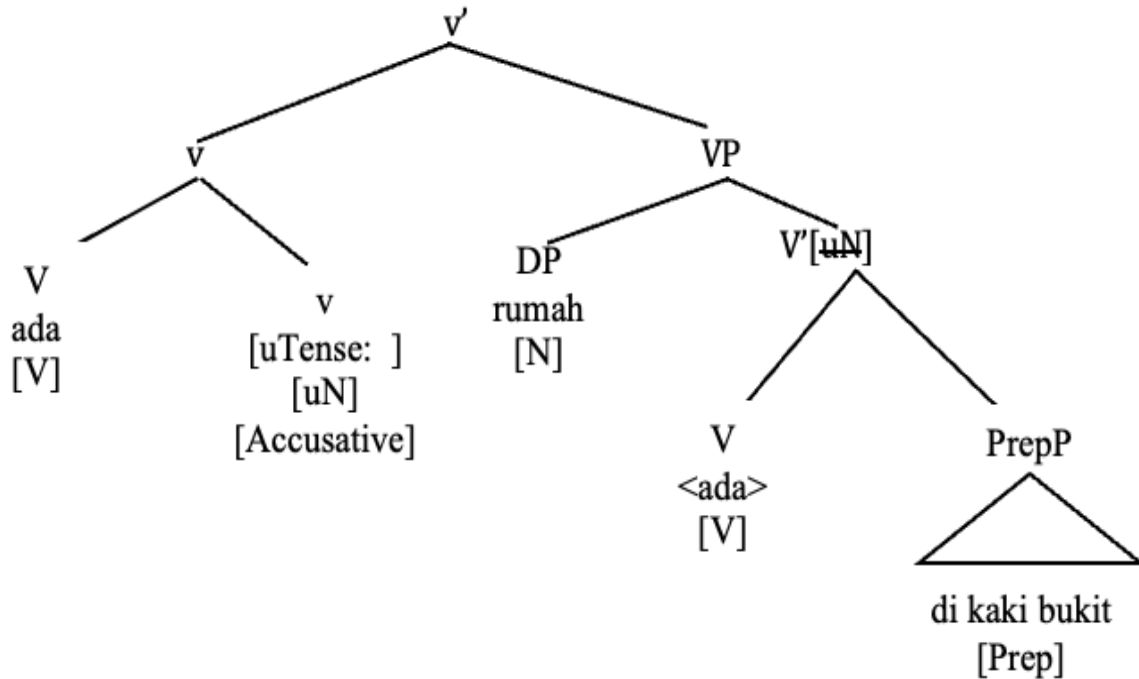 v'
v
VP
V
ada
[V]
v
[uTense: ]
[uN]
[Accusative]
DP
rumah
[N]
V'[uN]
V
<ada>
[V]
PrepP
di kaki bukit
[Prep]